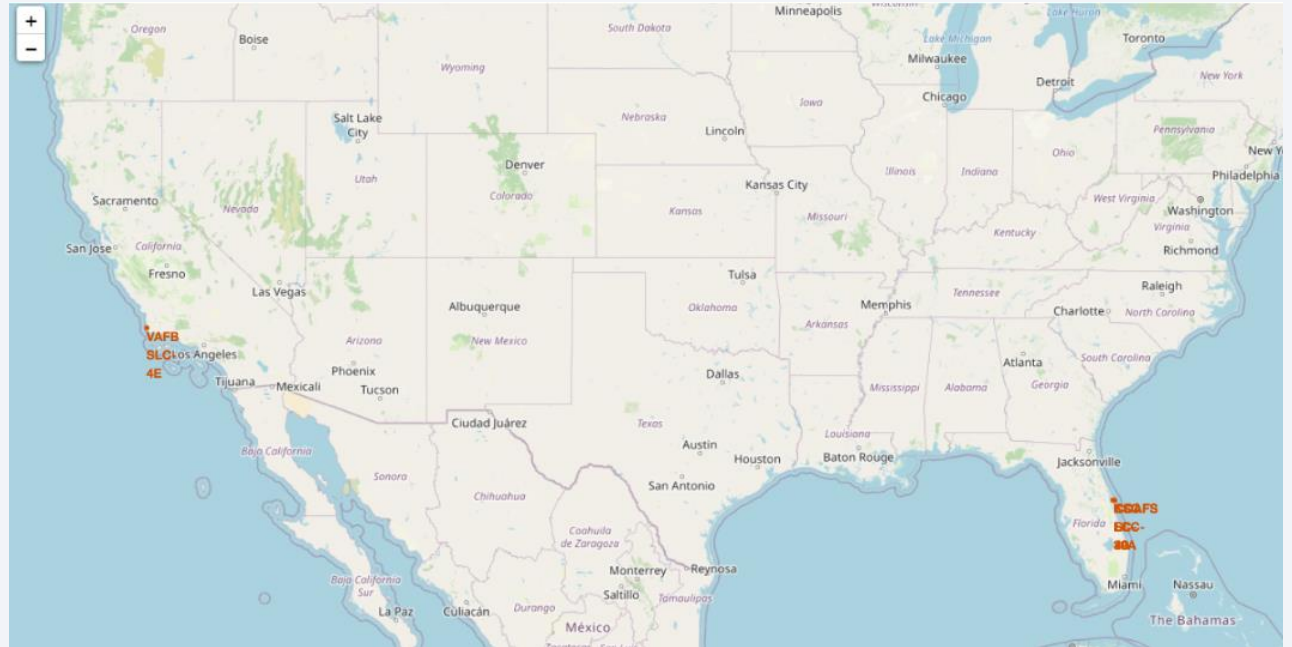 +
−
Oregon
Boise
South Dakota
Minneapolis
Wisconsin
Lake Huron
Toronto
Lake Michigan
Milwaukee
Wyoming
Detroit
New York
Chicago
Iowa
Salt Lake
City
Nebraska
Lincoln
Pennsylvania
New Y
Denver
Ohio
Utah
Illinois
Indiana
Philadelphia
Colorado
Kansas City
Sacramento
Nevada
Kansas
Missouri
West Virginia
Washington
Virginia
San Jose
California
Kentucky
Richmond
Fresno
Las Vegas
Tulsa
Raleigh
Albuquerque
Oklahoma
Memphis
Tennessee
Charlotte
North Carolina
Arkansas
VAFB
SLC-
4E
Los Angeles
Arizona
New Mexico
Atlanta
South Carolina
Phoenix
Dallas
Tijuana
Mexicali
Tucson
Mississippi
Alabama
Georgia
Ciudad Juárez
Texas
Louisiana
Austin
Baja California
Houston
Baton Rouge
Jacksonville
Sonora
San Antonio
Chihuahua
Florida
Coahuila
de Zaragoza
Monterrey
Reynosa
Baja California
Sur
Saltillo
Tamaulipas
Miami
Nassau
La Paz
Culiacán
Durango
México
The Bahamas